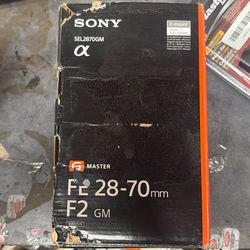 SONY
SEL2870GM
α
E-mount
G MASTER
FE 28-70mm
F2 GM